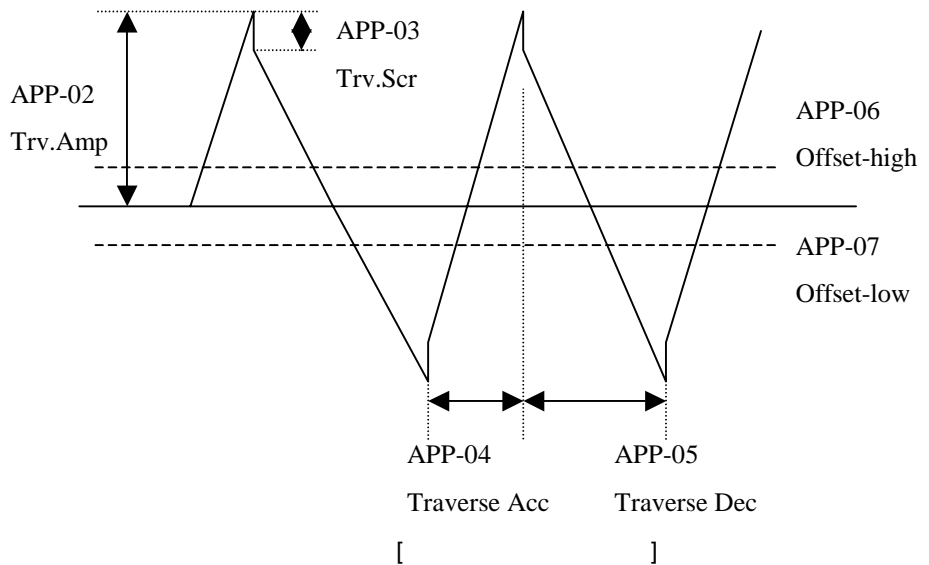 APP-03
Trv.Scr
APP-02
Trv.Amp
APP-06
Offset-high
APP-07
Offset-low
APP-04
Traverse Acc
APP-05
Traverse Dec
[ ]